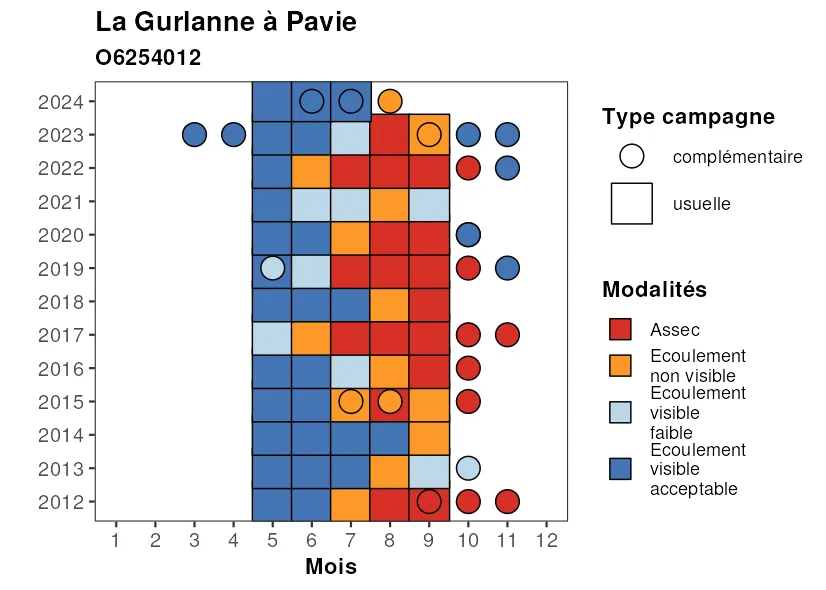 La Gurlanne à Pavie
O6254012
2024
2023
2022
2021
2020
2019
2018
2017
2016
2015
2014
2013
2012
1 2 3 4 5 6 7 8 9 10 11 12
Mois
Type campagne
complémentaire
usuelle
Modalités
Assec
Ecoulement
non visible
Ecoulement
visible
faible
Ecoulement
visible
acceptable